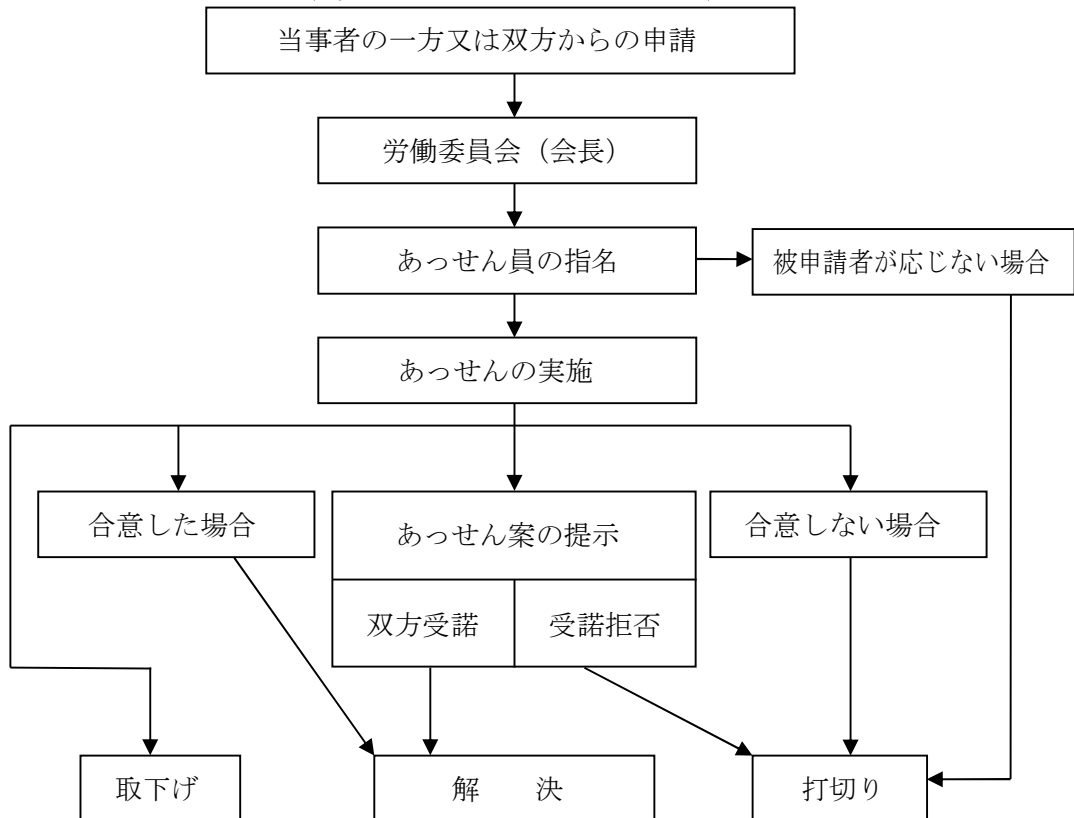 当事者の一方又は双方からの申請
労働委員会（会長）
あっせん員の指名
被申請者が応じない場合
あっせんの実施
合意した場合
あっせん案の提示
合意しない場合
双方受諾
受諾拒否
取下げ
解　　決
打切り